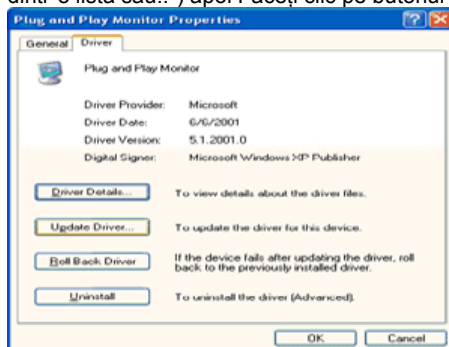 Plug and Play Monitor Properties
General Driver
Plug and Play Monitor
Driver Provider: Microsoft
Driver Date: 6/6/2001
Driver Version: 5.1.2001.0
Digital Signer: Microsoft Windows XP Publisher
Driver Details... To view details about the driver files.
Update Driver... To update the driver for this device.
Roll Back Driver If the device fails after updating the driver, roll
back to the previously installed driver.
Uninstall To uninstall the driver (Advanced).
OK Cancel